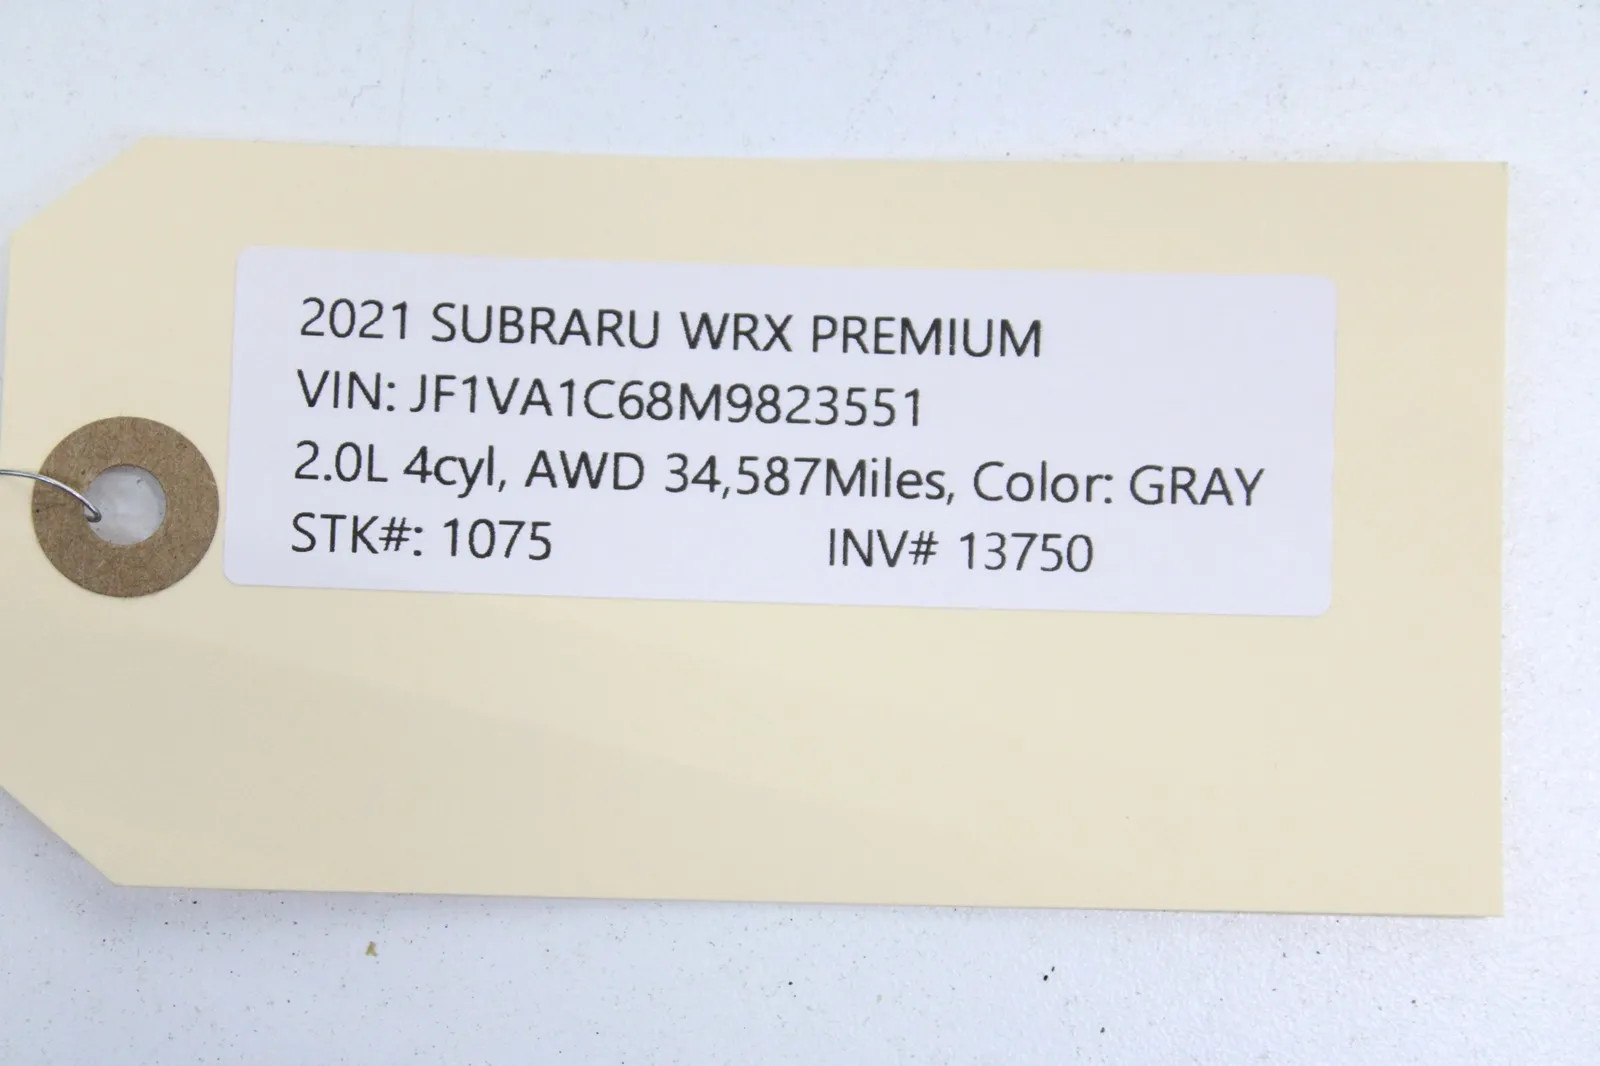 2021 SUBRARU WRX PREMIUM
VIN: JF1VA1C68M9823551
2.0L 4cyl, AWD 34,587Miles, Color: GRAY
STK#: 1075 INV# 13750